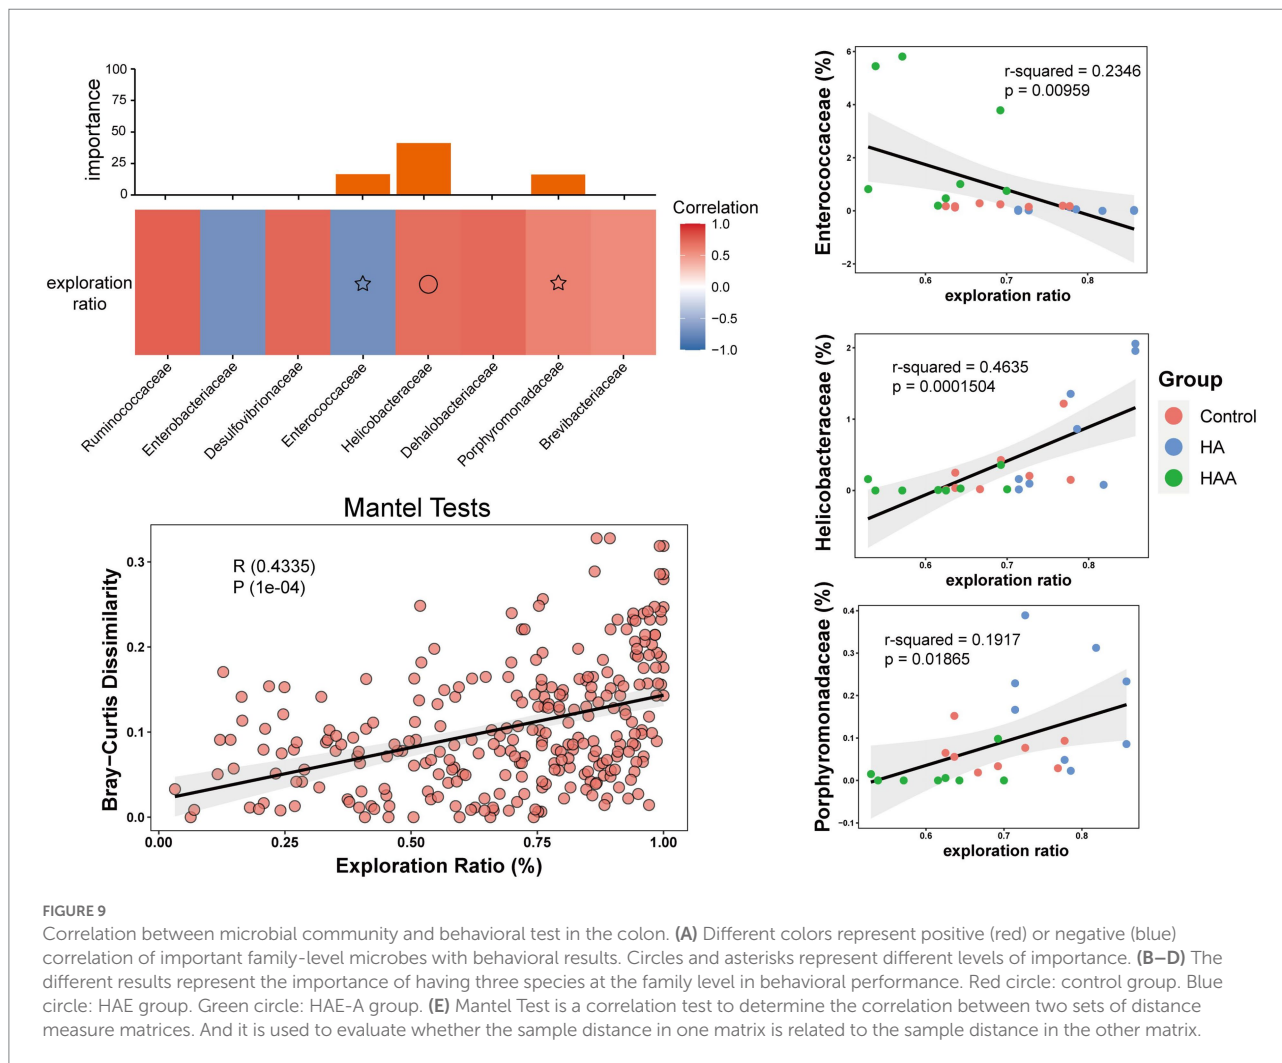 100
75
50
25
0
importance
Correlation
1.0
0.5
0.0
−0.5
−1.0
exploration
ratio
Ruminococcaceae
Enterobacteriaceae
Desulfovibrionaceae
Enterococcaceae
Helicobacteraceae
Dehalobacteriaceae
Porphyromonadaceae
Brevibacteriaceae
Mantel Tests
R (0.4335)
P (1e-04)
0.3
0.2
0.1
0.0
Bray−Curtis Dissimilarity
0.00
0.25
0.50
0.75
1.00
Exploration Ratio (%)
6
4
2
0
−2
Enterococcaceae (%)
r-squared = 0.2346
p = 0.00959
0.6
0.7
0.8
exploration ratio
2
1
0
Helicobacteraceae (%)
r-squared = 0.4635
p = 0.0001504
0.6
0.7
0.8
exploration ratio
Group
Control
HA
HAA
0.4
0.3
0.2
0.1
0.0
−0.1
Porphyromonadaceae (%)
r-squared = 0.1917
p = 0.01865
0.6
0.7
0.8
exploration ratio
FIGURE 9
Correlation between microbial community and behavioral test in the colon. (A) Different colors represent positive (red) or negative (blue)
correlation of important family-level microbes with behavioral results. Circles and asterisks represent different levels of importance. (B–D) The
different results represent the importance of having three species at the family level in behavioral performance. Red circle: control group. Blue
circle: HAE group. Green circle: HAE-A group. (E) Mantel Test is a correlation test to determine the correlation between two sets of distance
measure matrices. And it is used to evaluate whether the sample distance in one matrix is related to the sample distance in the other matrix.